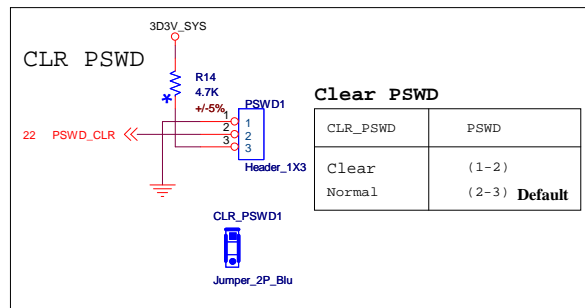 3D3V_SYS
CLR PSWD
R14
4.7K
*
+/-5%
PSWD1
1 1
2 2
3 3
22 PSWD_CLR
Header_1X3
CLR_PSWD1
Jumper_2P_Blu
Clear PSWD
CLR_PSWD PSWD
Clear (1-2)
Normal (2-3) Default